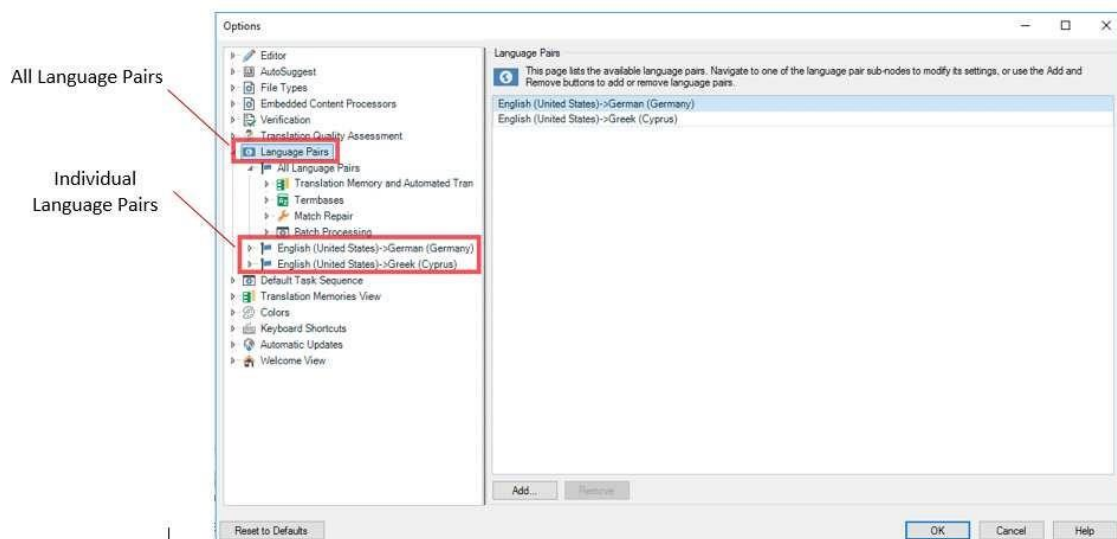 Options
All Language Pairs
Individual
Language Pairs
Editor
AutoSuggest
File Types
Embedded Content Processors
Verification
Translation Quality Assessment
Language Pairs
All Language Pairs
Translation Memory and Automated Tran
Termbases
Match Repair
Batch Processing
English (United States)->German (Germany)
English (United States)->Greek (Cyprus)
Default Task Sequence
Translation Memories View
Colors
Keyboard Shortcuts
Automatic Updates
Welcome View
Language Pairs
This page lists the available language pairs. Navigate to one of the language pair sub-nodes to modify its settings, or use the Add and
Remove buttons to add or remove language pairs.
English (United States)->German (Germany)
English (United States)->Greek (Cyprus)
Add...
Remove
Reset to Defaults
OK
Cancel
Help